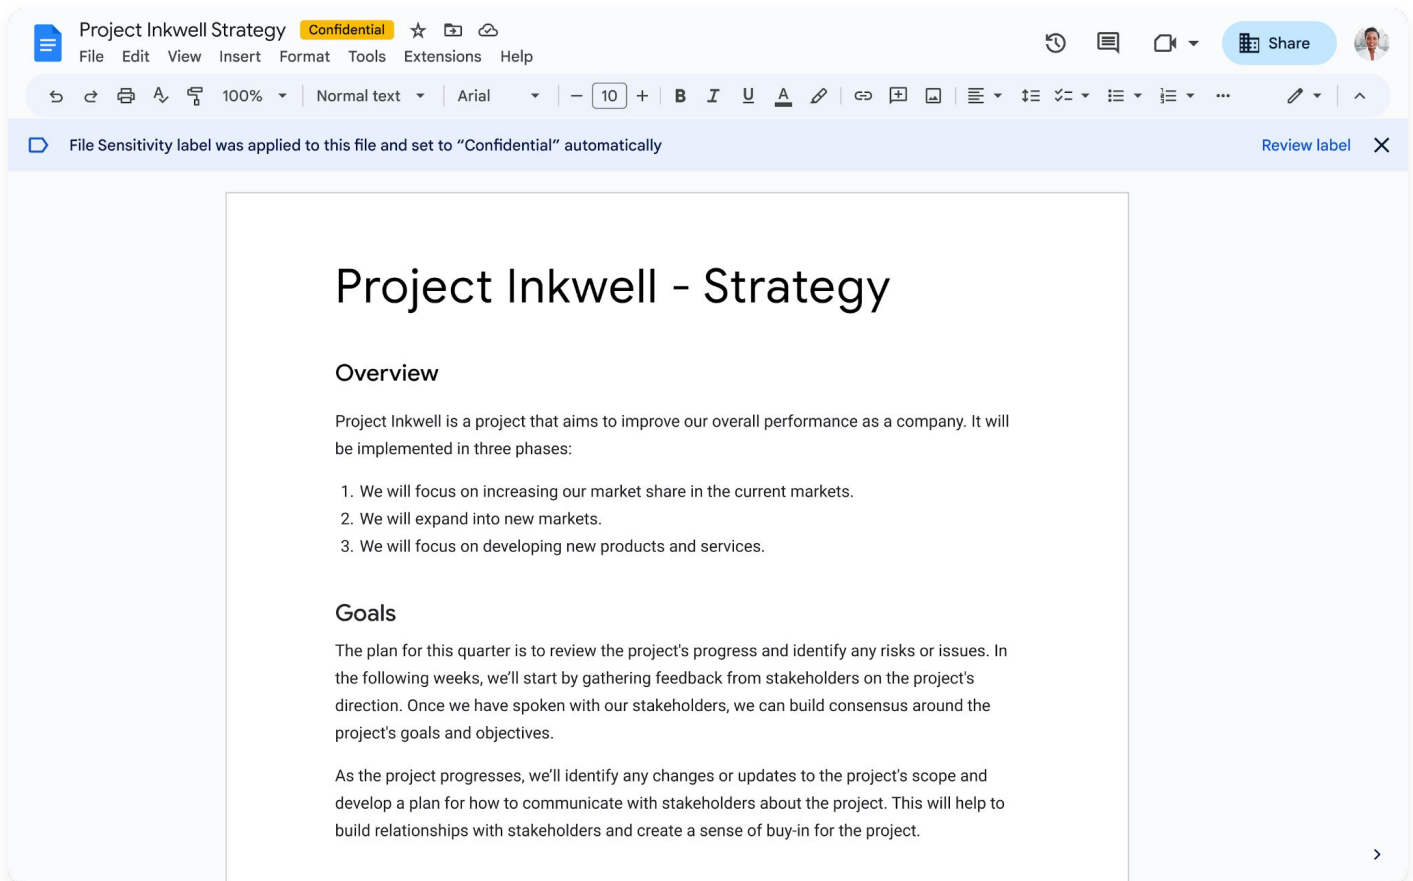 Project Inkwell Strategy Confidential
File Edit View Insert Format Tools Extensions Help
Share
100% Normal text Arial 10 B I U A
File Sensitivity label was applied to this file and set to “Confidential” automatically
Review label
Project Inkwell - Strategy
Overview
Project Inkwell is a project that aims to improve our overall performance as a company. It will
be implemented in three phases:
1. We will focus on increasing our market share in the current markets.
2. We will expand into new markets.
3. We will focus on developing new products and services.
Goals
The plan for this quarter is to review the project's progress and identify any risks or issues. In
the following weeks, we’ll start by gathering feedback from stakeholders on the project's
direction. Once we have spoken with our stakeholders, we can build consensus around the
project's goals and objectives.
As the project progresses, we’ll identify any changes or updates to the project's scope and
develop a plan for how to communicate with stakeholders about the project. This will help to
build relationships with stakeholders and create a sense of buy-in for the project.